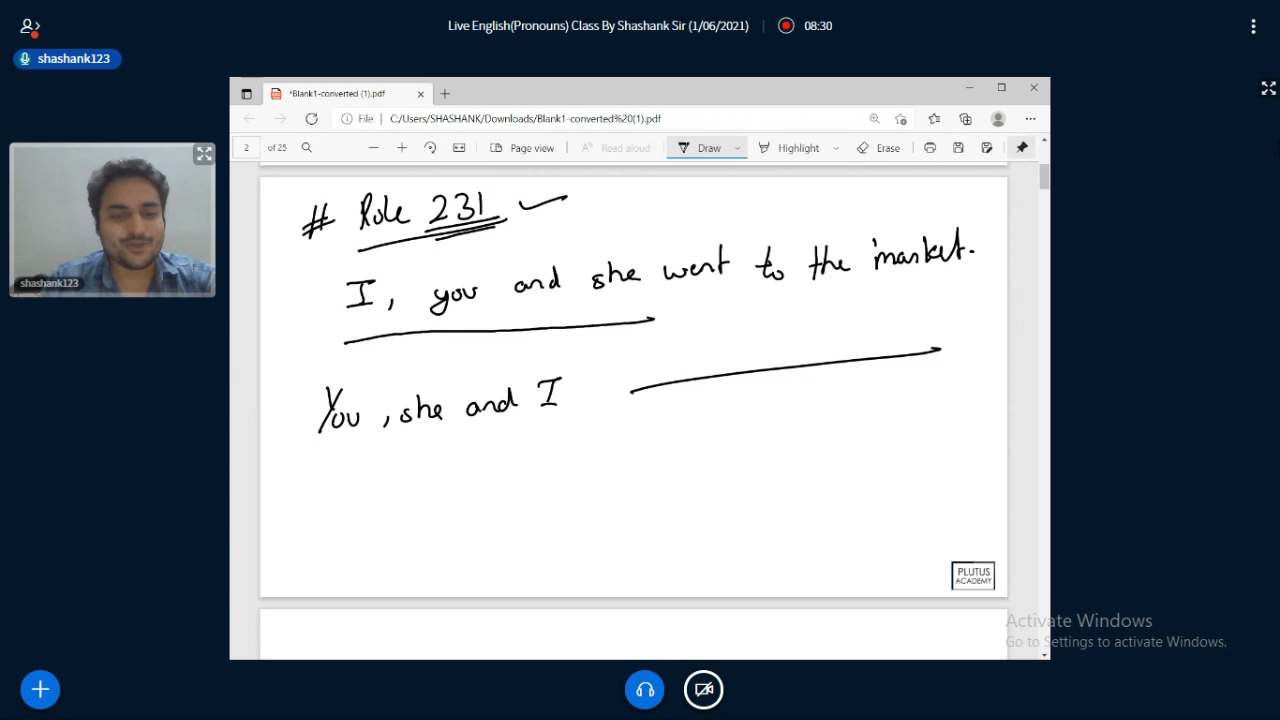 Live English(Pronouns) Class By Shashank Sir (1/06/2021)
08:30
shashank123
*Blank1-converted (1).pdf
File
C:/Users/SHASHANK/Downloads/Blank1-converted%20(1).pdf
2 of 25
Page view
Read aloud
Draw
Highlight
Erase
shashank123
# Rule 231
I, you and she went to the market.
You, she and I
PLUTUS
ACADEMY
Activate Windows
Go to Settings to activate Windows.